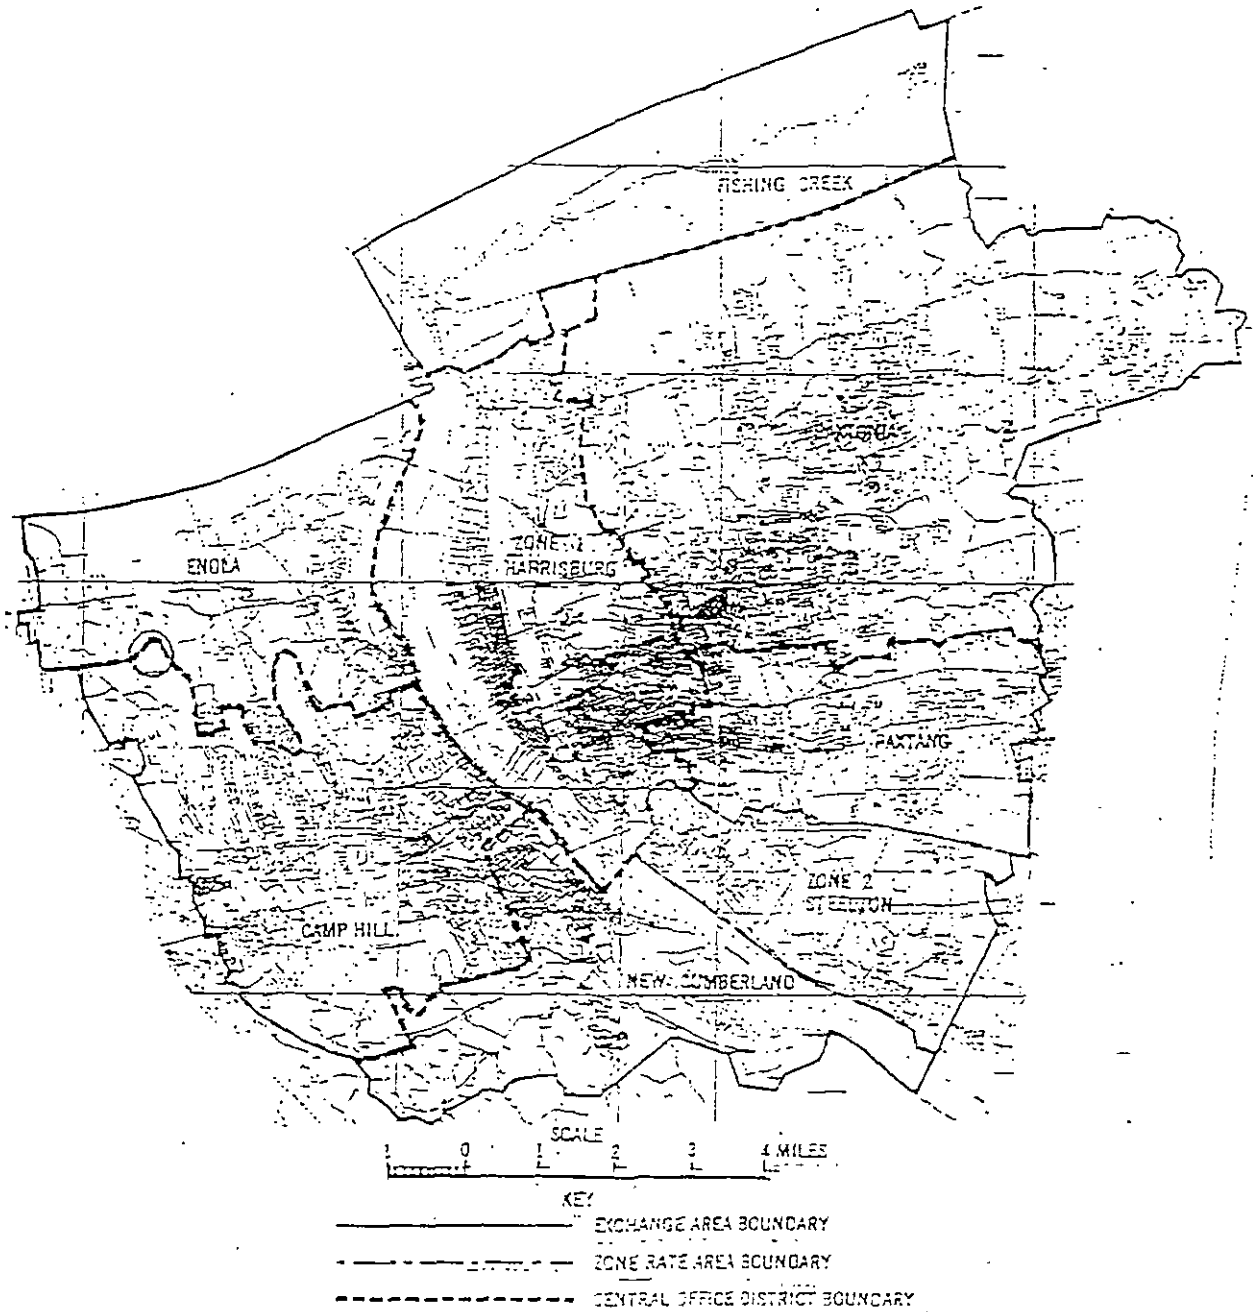 FISHING CREEK
ZONE 1
HARRISBURG
ENOLA
PAXTANG
ZONE 2
STEELTON
CAMP HILL
NEW CUMBERLAND
SCALE
1 0 1 2 3 4 MILES
KEY
EXCHANGE AREA BOUNDARY
ZONE RATE AREA BOUNDARY
CENTRAL OFFICE DISTRICT BOUNDARY